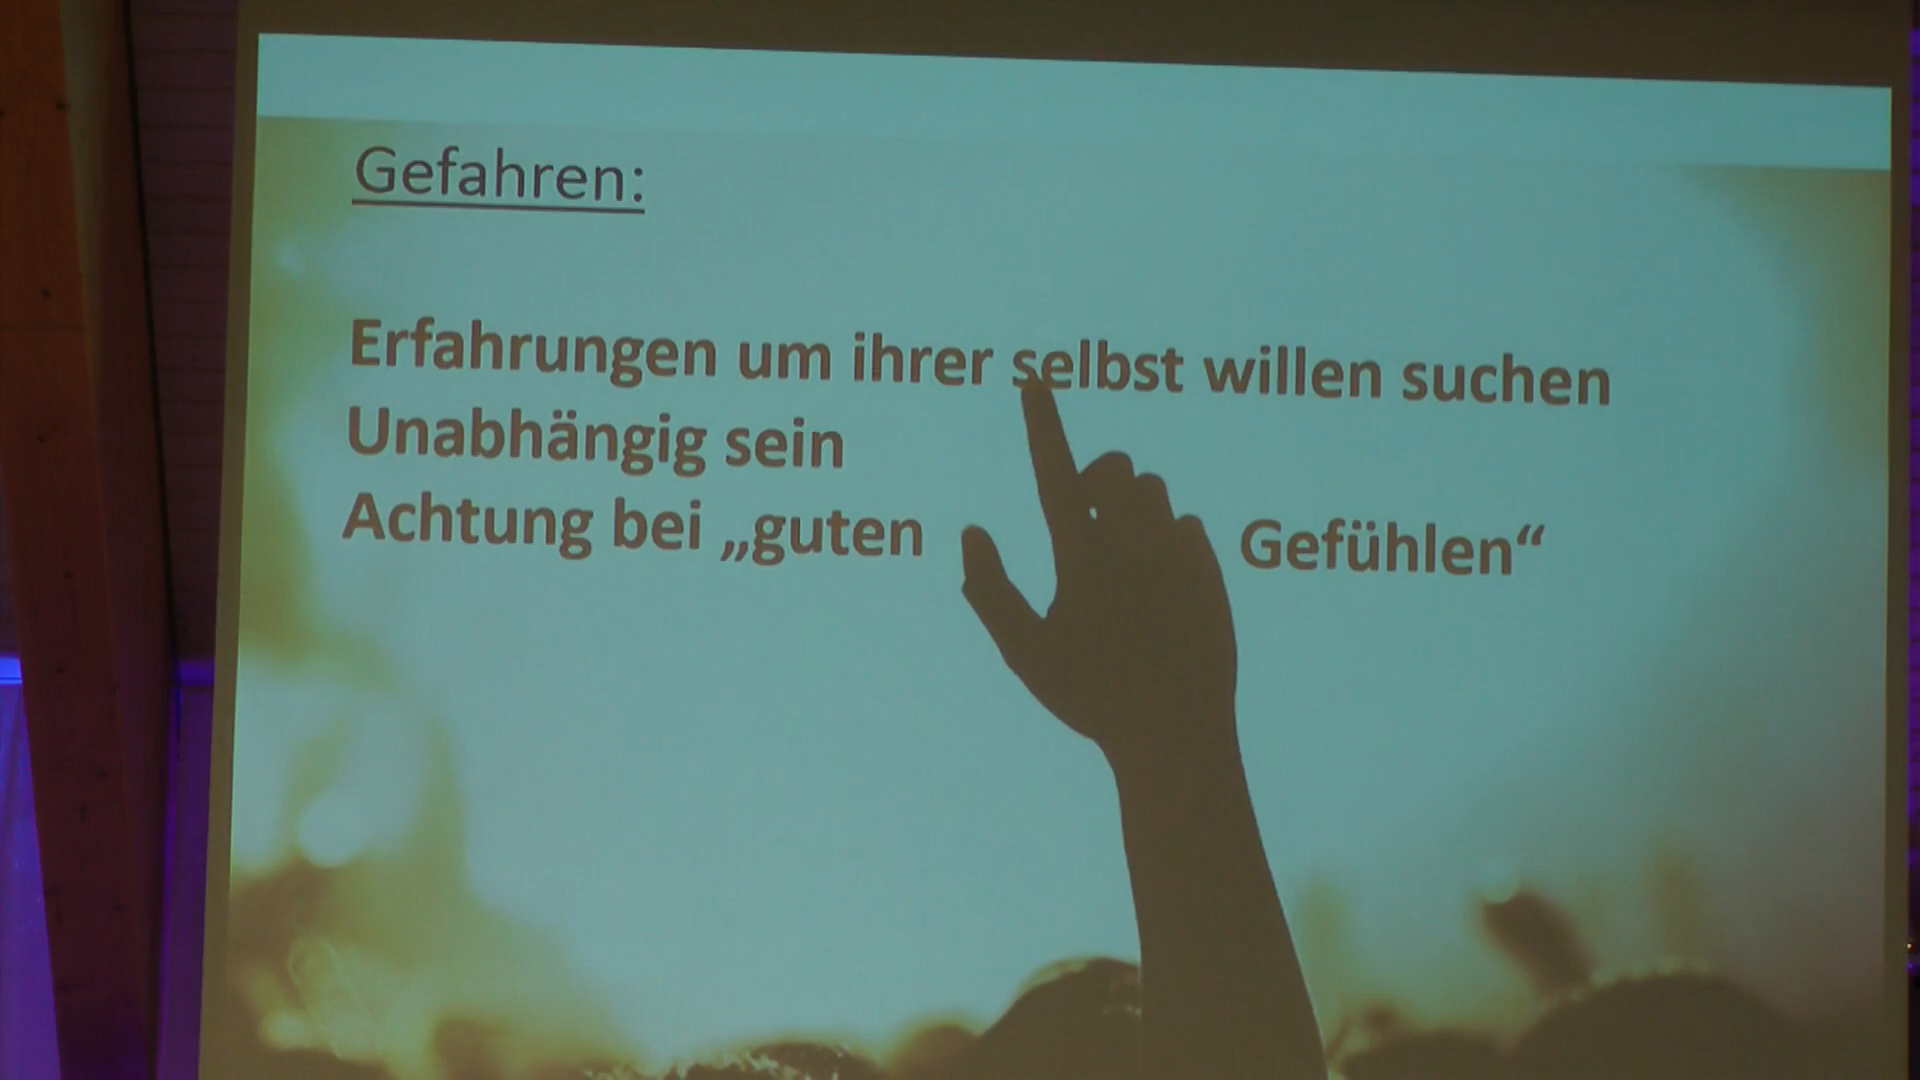 Gefahren:
Erfahrungen um ihrer selbst willen suchen
Unabhängig sein
Achtung bei „guten Gefühlen“